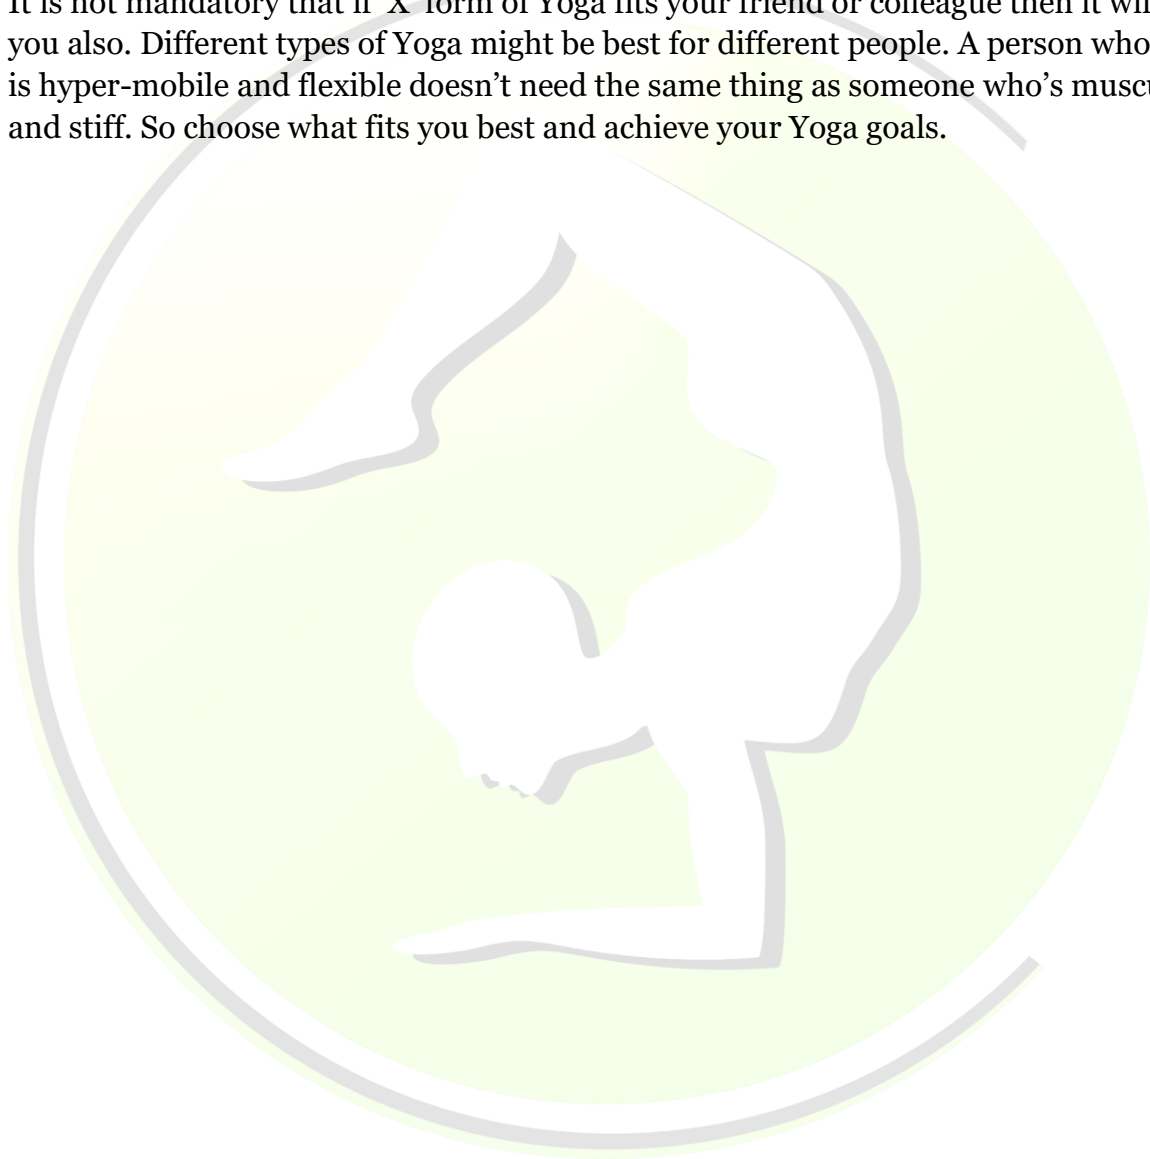 It is not mandatory that if 'X' form of Yoga fits your friend or colleague then it
you also. Different types of Yoga might be best for different people. A person who
is hyper-mobile and flexible doesn’t need the same thing as someone who’s
and stiff. So choose what fits you best and achieve your Yoga goals.